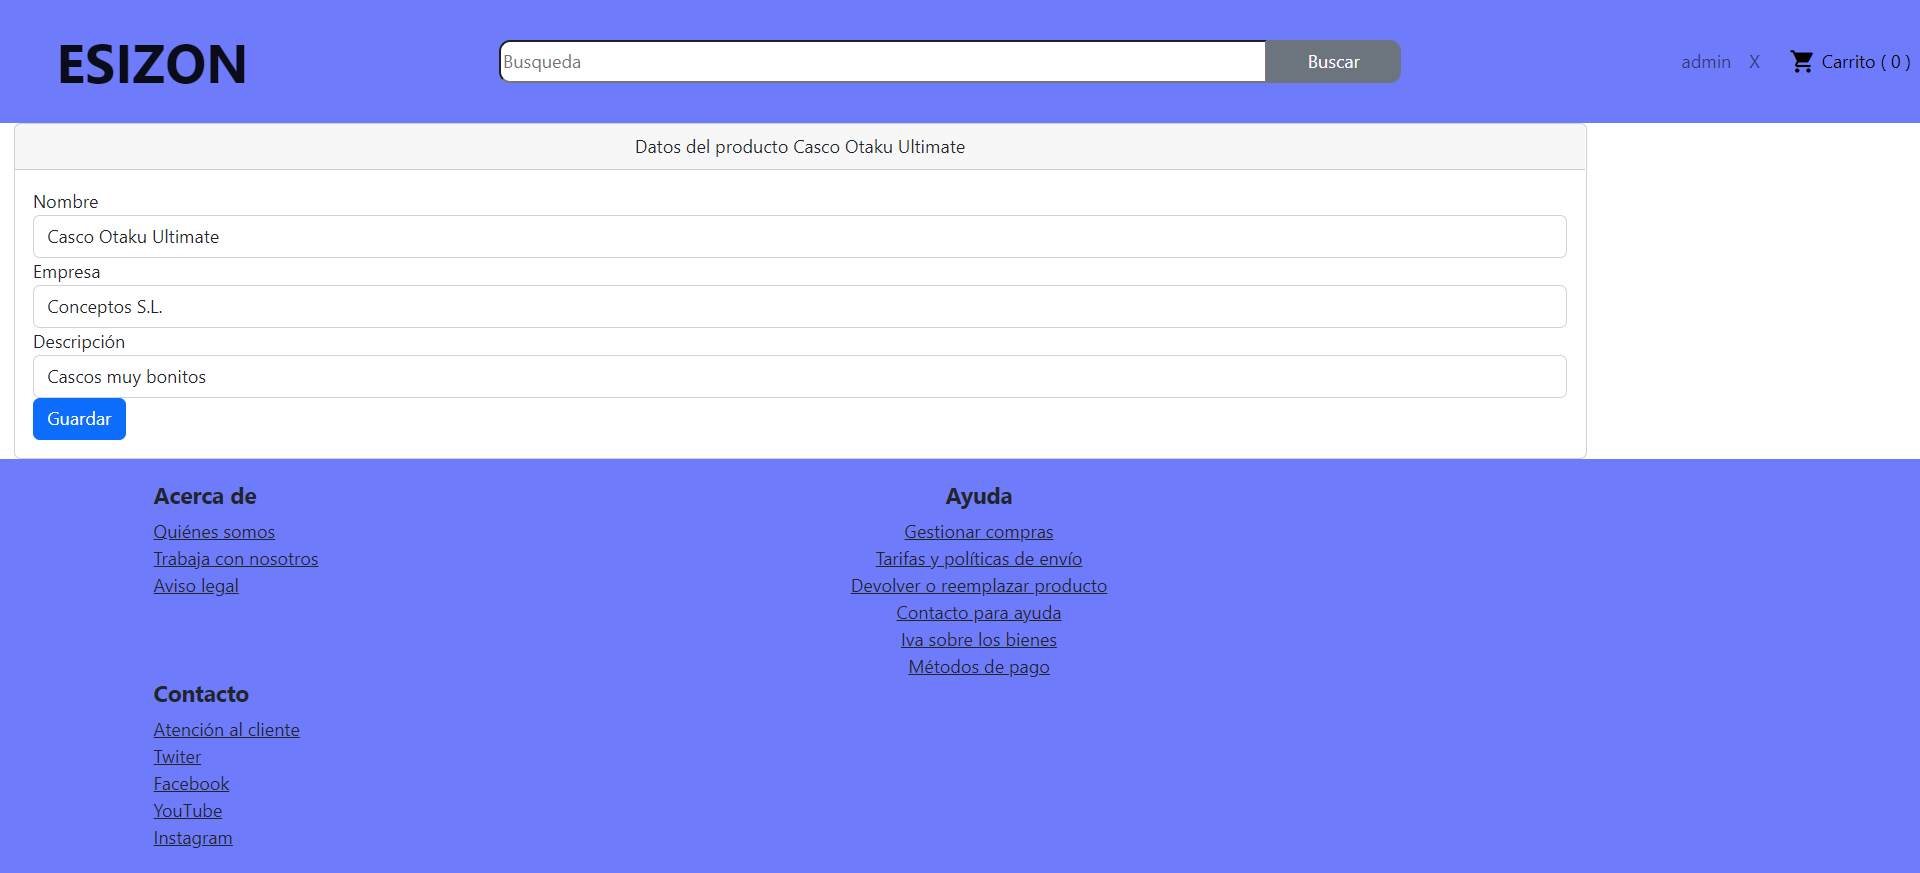 ESIZON
Busqueda
Buscar
admin X Carrito ( 0 )
Datos del producto Casco Otaku Ultimate
Nombre
Casco Otaku Ultimate
Empresa
Conceptos S.L.
Descripción
Cascos muy bonitos
Guardar
Acerca de
Quiénes somos
Trabaja con nosotros
Aviso legal
Ayuda
Gestionar compras
Tarifas y políticas de envío
Devolver o reemplazar producto
Contacto para ayuda
Iva sobre los bienes
Métodos de pago
Contacto
Atención al cliente
Twiter
Facebook
YouTube
Instagram